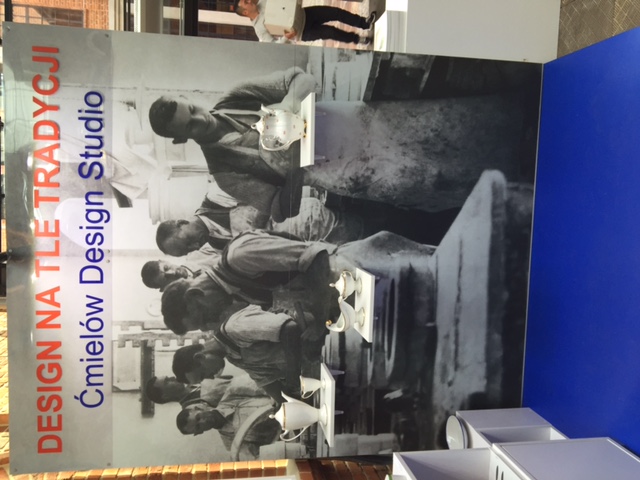 DESIGN NA TLE TRADYCJI
Ćmielów Design Studio